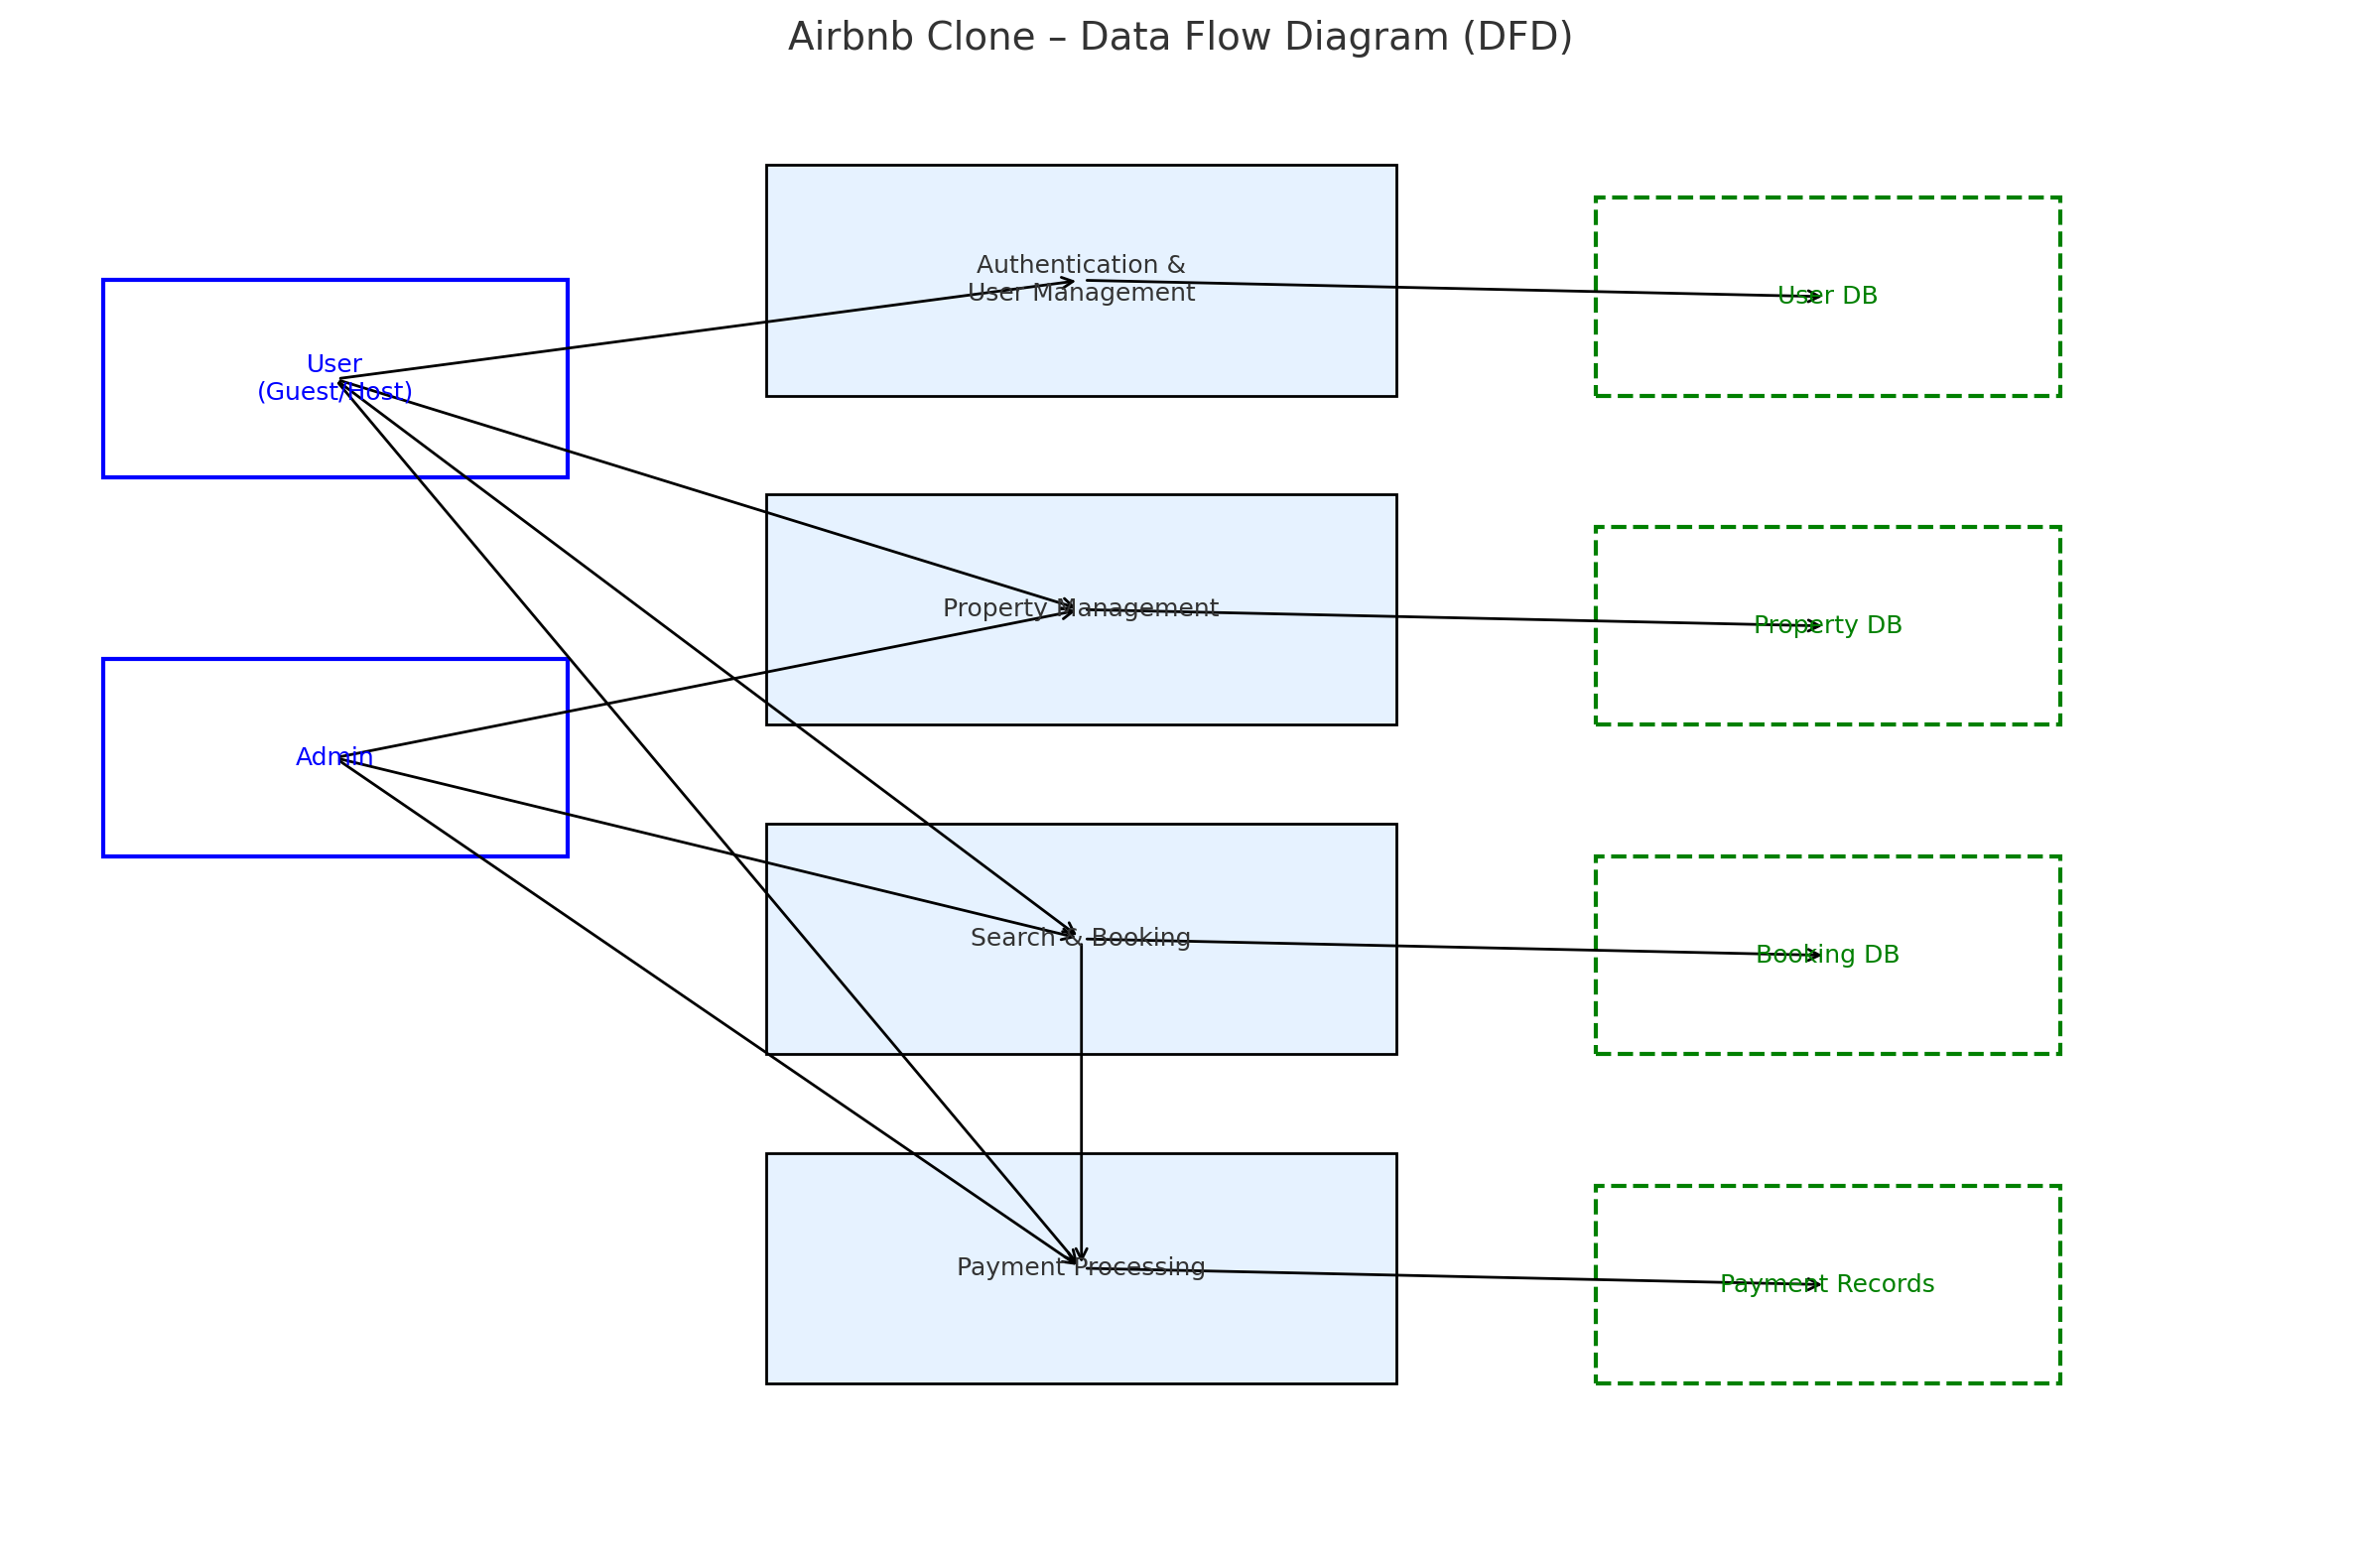 Airbnb Clone – Data Flow Diagram (DFD)
Authentication &
User Management
User DB
User
(Guest/Host)
Property Management
Property DB
Admin
Search & Booking
Booking DB
Payment Processing
Payment Records